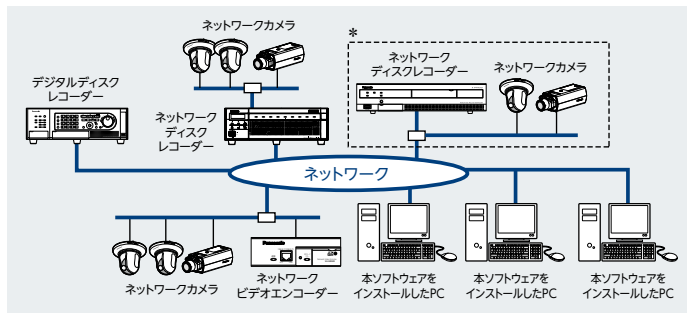 ネットワークカメラ
*
ネットワーク
ディスクレコーダー
ネットワークカメラ
デジタルディスク
レコーダー
ネットワーク
ディスク
レコーダー
ネットワーク
Panasonic
ネットワークカメラ
ネットワーク
ビデオエンコーダー
本ソフトウェアを
インストールしたPC
本ソフトウェアを
インストールしたPC
本ソフトウェアを
インストールしたPC